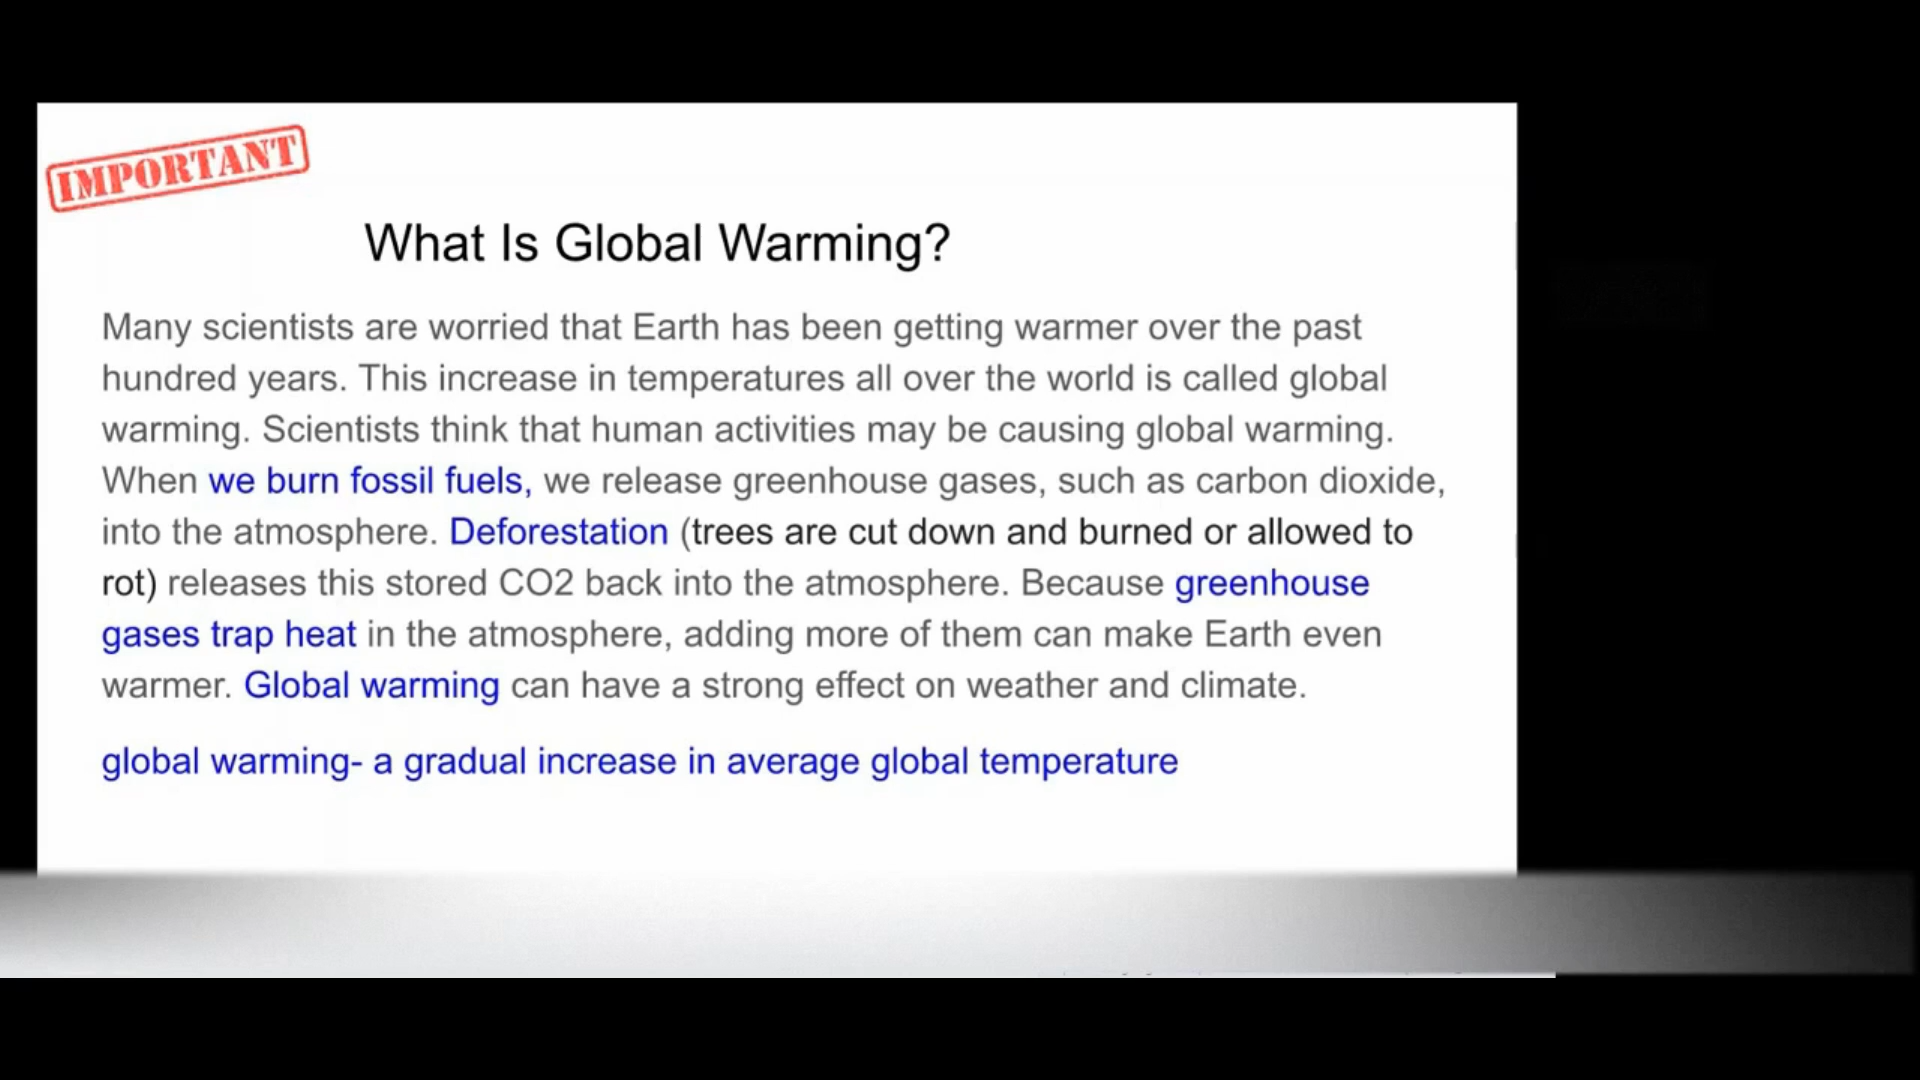 IMPORTANT
What Is Global Warming?
Many scientists are worried that Earth has been getting warmer over the past
hundred years. This increase in temperatures all over the world is called global
warming. Scientists think that human activities may be causing global warming.
When we burn fossil fuels, we release greenhouse gases, such as carbon dioxide,
into the atmosphere. Deforestation (trees are cut down and burned or allowed to
rot) releases this stored CO2 back into the atmosphere. Because greenhouse
gases trap heat in the atmosphere, adding more of them can make Earth even
warmer. Global warming can have a strong effect on weather and climate.
global warming- a gradual increase in average global temperature